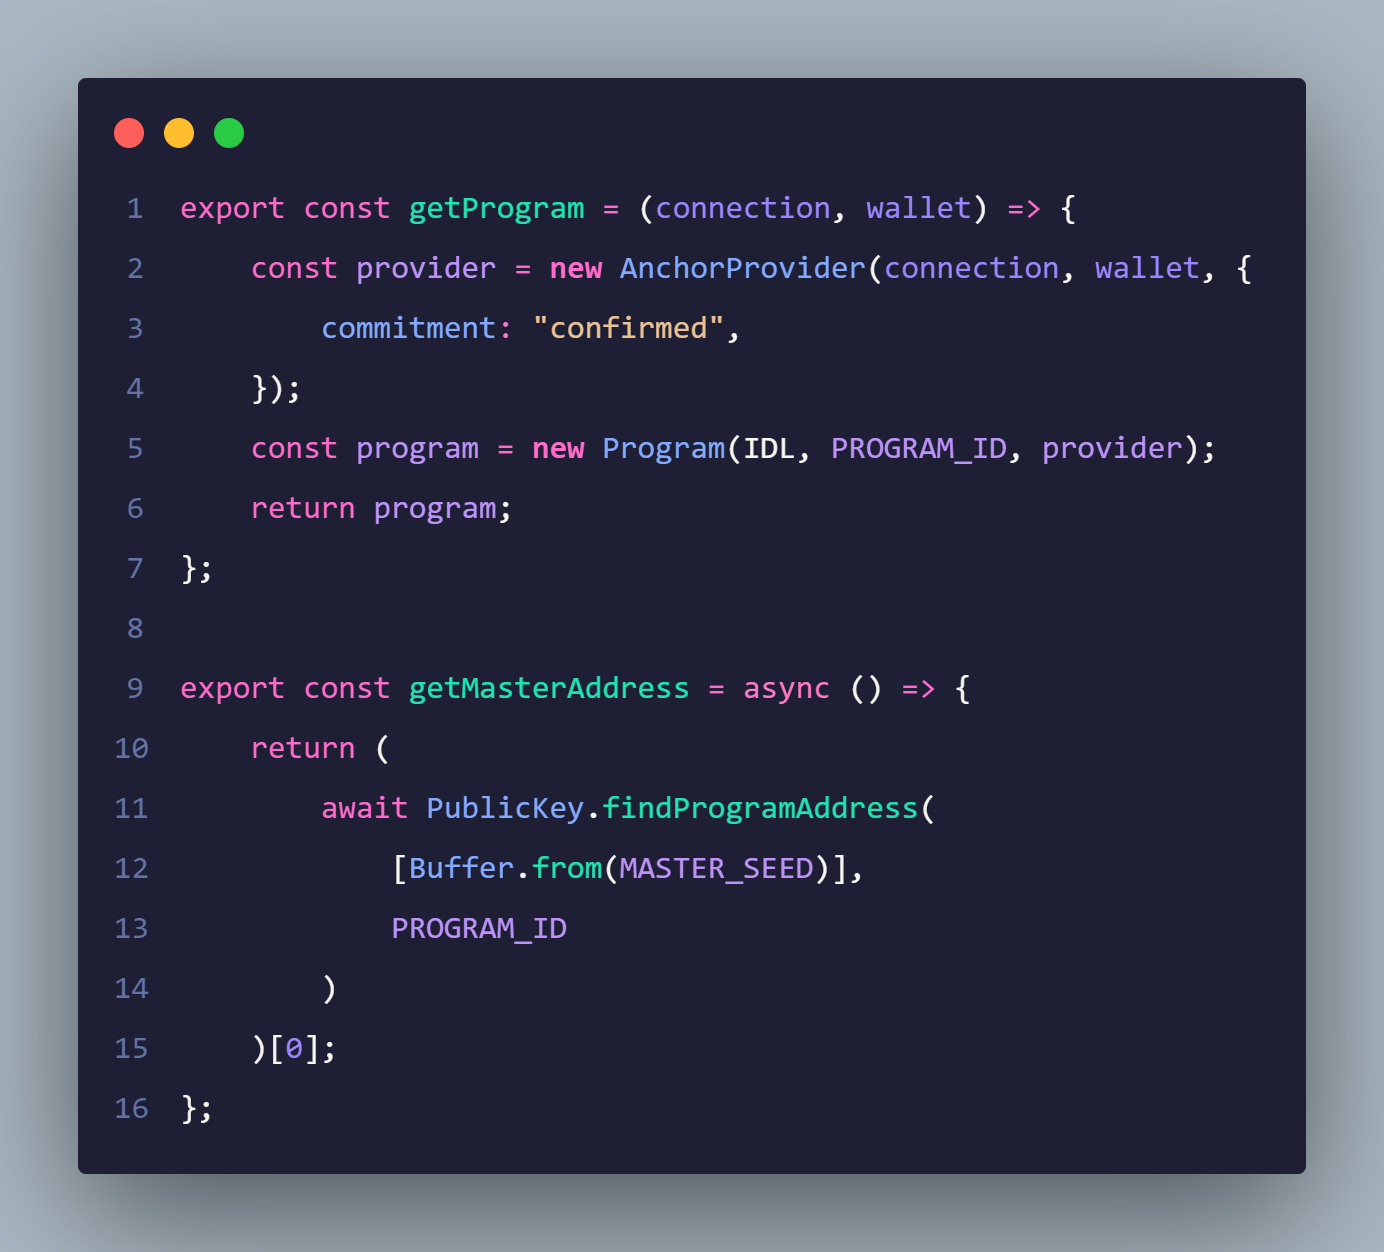 1 export const getProgram = (connection, wallet) => {
2     const provider = new AnchorProvider(connection, wallet, {
3         commitment: "confirmed",
4     });
5     const program = new Program(IDL, PROGRAM_ID, provider);
6     return program;
7 };
8
9 export const getMasterAddress = async () => {
10     return (
11         await PublicKey.findProgramAddress(
12             [Buffer.from(MASTER_SEED)],
13             PROGRAM_ID
14         )
15     )[0];
16 };